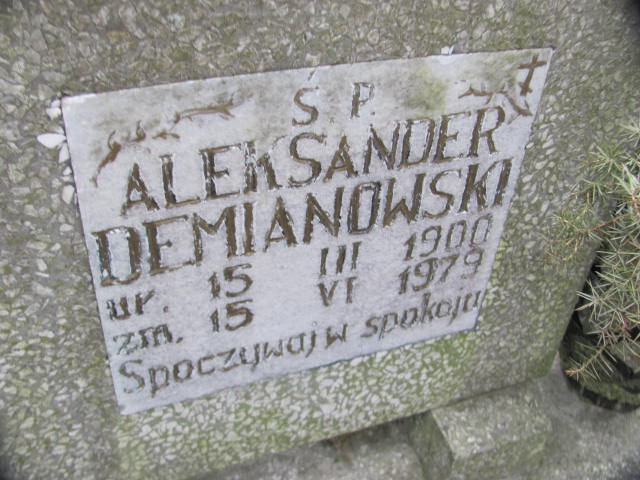 Ś.P.
ALEKSANDER
DEMIANOWSKI
ur. 15 III 1900
zm. 15 VI 1979
Spoczywaj w spokoju